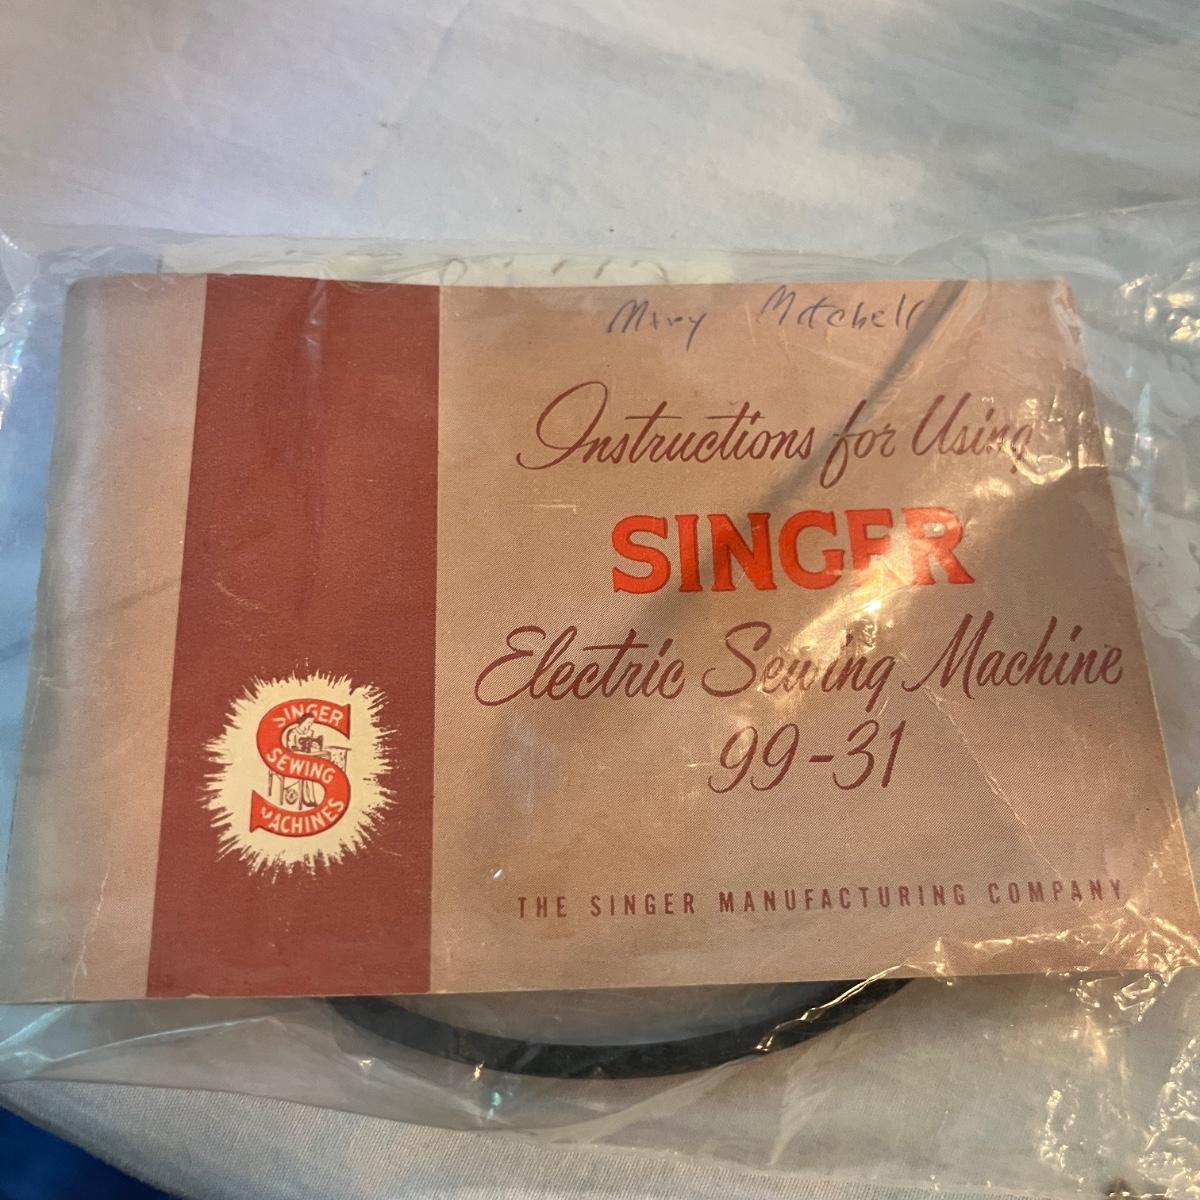 Mary Mitchell
Instructions for Using
SINGER
Electric Sewing Machine
99-31
THE SINGER MANUFACTURING COMPANY
SINGER
SEWING
MACHINES